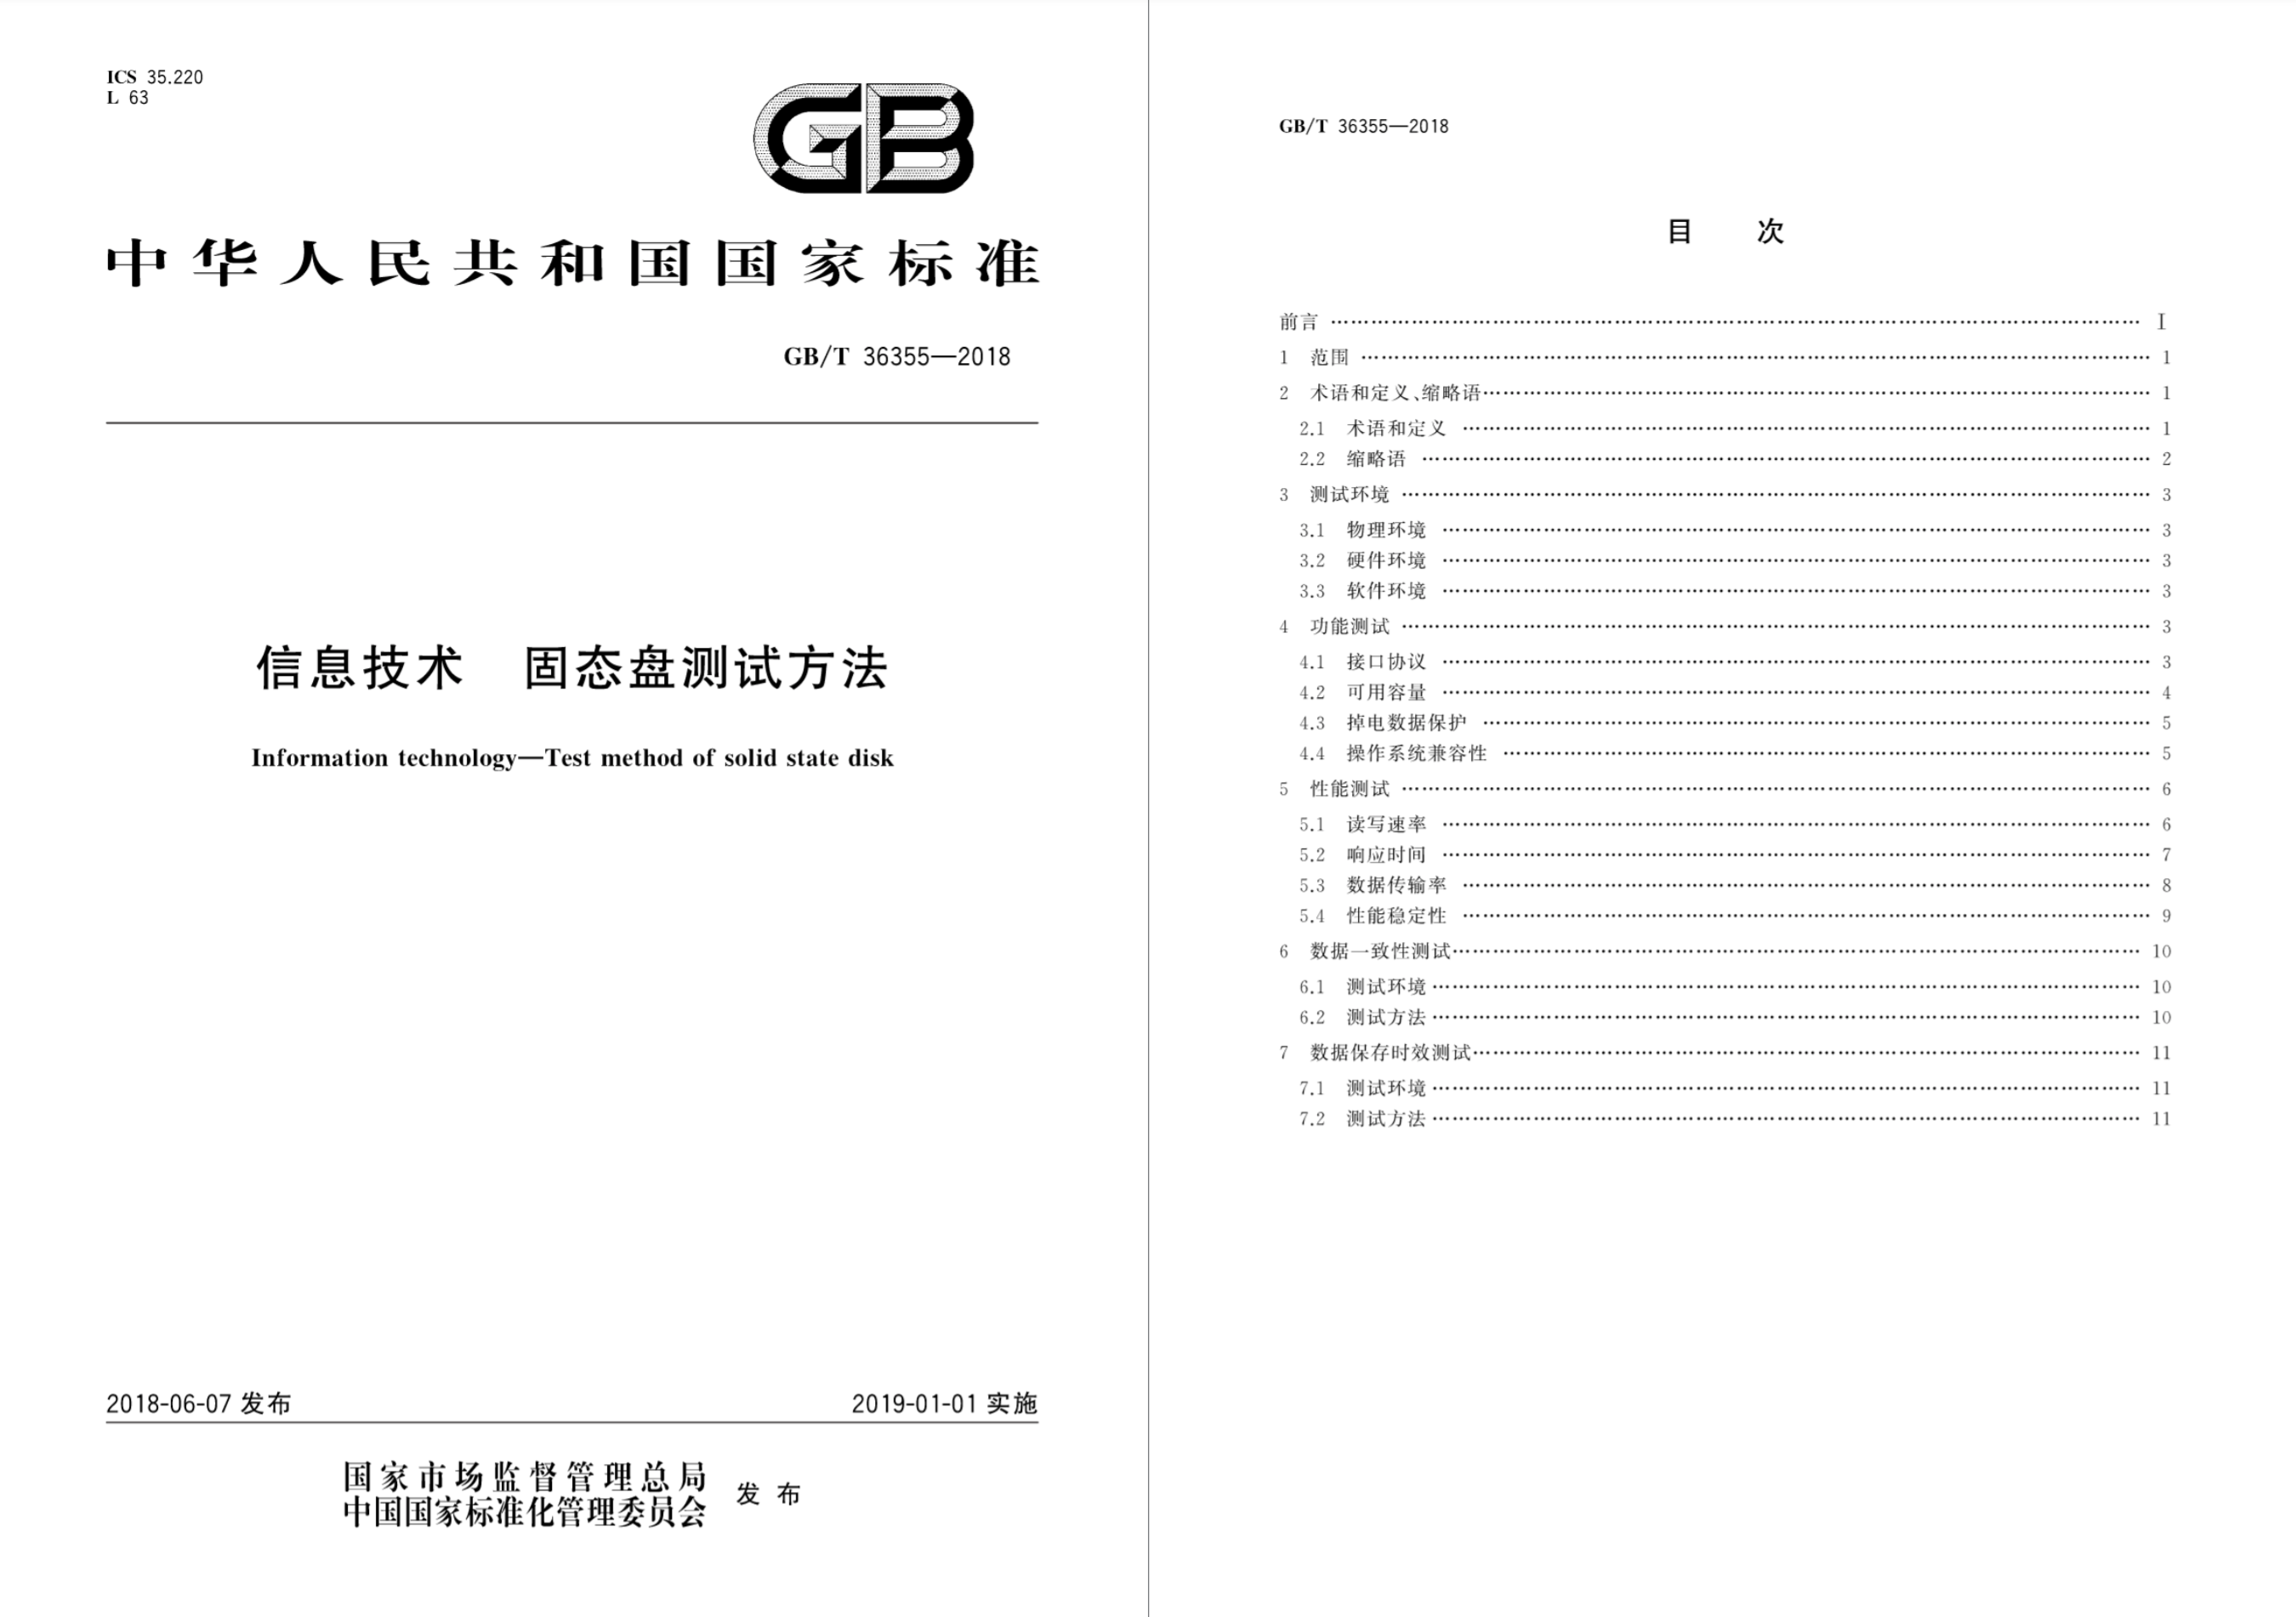 ICS 35.220
L 63
GB
中华人民共和国国家标准
GB/T 36355—2018
信息技术 固态盘测试方法
Information technology—Test method of solid state disk
2018-06-07 发布
2019-01-01 实施
国家市场监督管理总局
中国国家标准化管理委员会
发布
GB/T 36355—2018
目 次
前言 …… I
1 范围 …… 1
2 术语和定义、缩略语 …… 1
2.1 术语和定义 …… 1
2.2 缩略语 …… 2
3 测试环境 …… 3
3.1 物理环境 …… 3
3.2 硬件环境 …… 3
3.3 软件环境 …… 3
4 功能测试 …… 3
4.1 接口协议 …… 3
4.2 可用容量 …… 4
4.3 掉电数据保护 …… 5
4.4 操作系统兼容性 …… 5
5 性能测试 …… 6
5.1 读写速率 …… 6
5.2 响应时间 …… 7
5.3 数据传输率 …… 8
5.4 性能稳定性 …… 9
6 数据一致性测试 …… 10
6.1 测试环境 …… 10
6.2 测试方法 …… 10
7 数据保存时效测试 …… 11
7.1 测试环境 …… 11
7.2 测试方法 …… 11